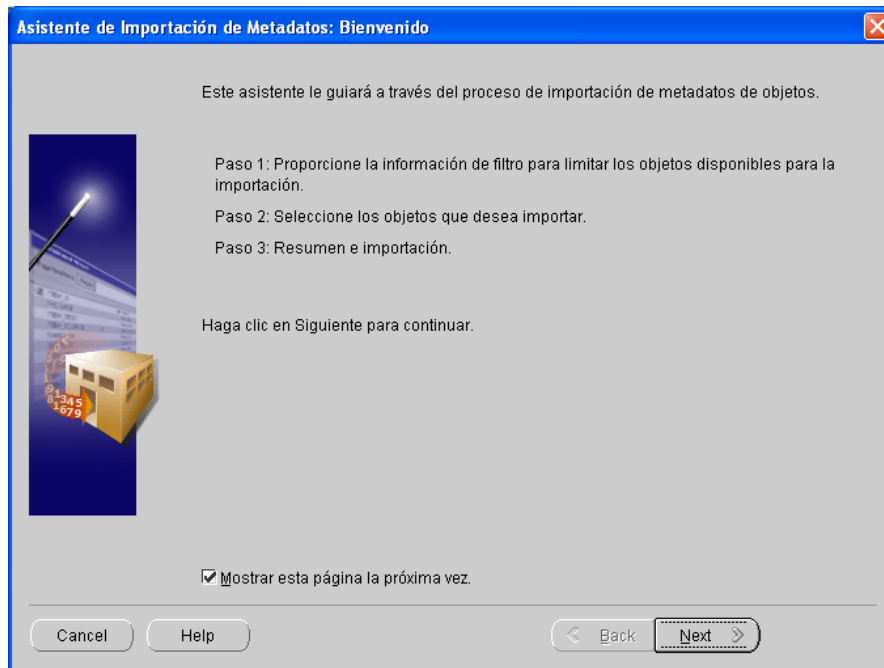 Asistente de Importación de Metadatos: Bienvenido
Este asistente le guiará a través del proceso de importación de metadatos de objetos.
Paso 1: Proporcione la información de filtro para limitar los objetos disponibles para la
importación.
Paso 2: Seleccione los objetos que desea importar.
Paso 3: Resumen e importación.
Haga clic en Siguiente para continuar.
Mostrar esta página la próxima vez.
Cancel
Help
Back
Next